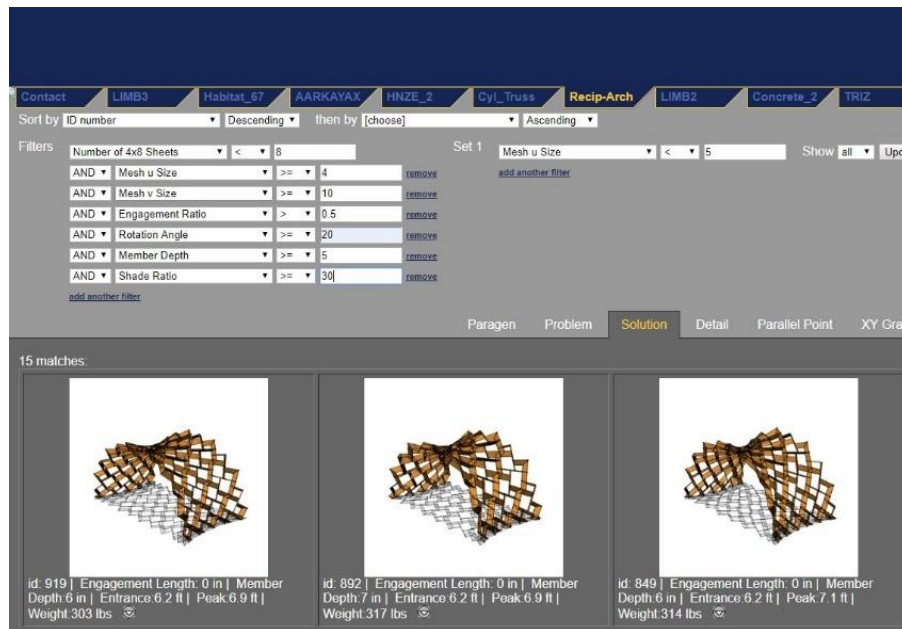 Contact LIMB3 Habitat_67 AARKAYAX HNZE_2 Cyl_Truss Recip-Arch LIMB2 Concrete_2 TRIZ
Sort by ID number Descending then by [choose] Ascending
Filters Number of 4x8 Sheets < 8 Set 1 Mesh u Size < 5 Show all Upd
AND Mesh u Size >= 4 remove add another filter
AND Mesh v Size >= 10 remove
AND Engagement Ratio > 0.5 remove
AND Rotation Angle >= 20 remove
AND Member Depth >= 5 remove
AND Shade Ratio >= 30 remove
add another filter
Paragen Problem Solution Detail Parallel Point XY Gra
15 matches:
id: 919 | Engagement Length: 0 in | Member
Depth:6 in | Entrance:6.2 ft | Peak:6.9 ft |
Weight:303 lbs
id: 892 | Engagement Length: 0 in | Member
Depth:7 in | Entrance:6.2 ft | Peak:6.9 ft |
Weight:317 lbs
id: 849 | Engagement Length: 0 in | Member
Depth:6 in | Entrance:6.2 ft | Peak:7.1 ft |
Weight:314 lbs